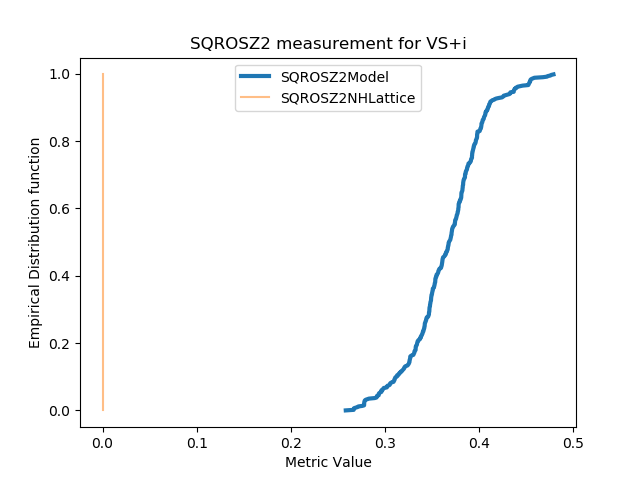 SQROSZ2 measurement for VS+i
SQROSZ2Model
SQROSZ2NHLattice
Empirical Distribution function
1.0
0.8
0.6
0.4
0.2
0.0
0.0 0.1 0.2 0.3 0.4 0.5
Metric Value